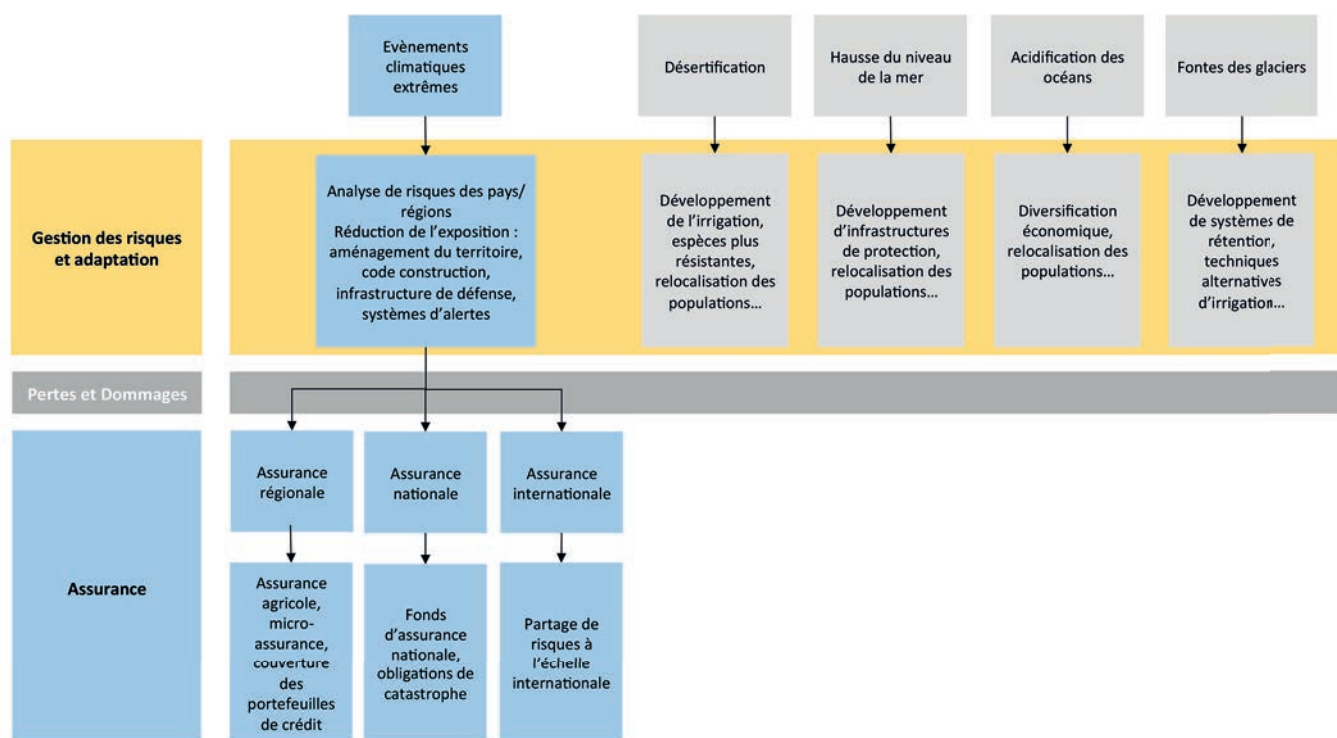 Evènements
climatiques
extrêmes
Désertification
Hausse du niveau
de la mer
Acidification des
océans
Fontes des glaciers
Gestion des risques
et adaptation
Analyse de risques des pays/
régions
Réduction de l'exposition :
aménagement du territoire,
code construction,
infrastructure de défense,
systèmes d'alertes
Développement
de l'irrigation,
espèces plus
résistantes,
relocalisation des
populations...
Développement
d'infrastructures
de protection,
relocalisation des
populations...
Diversification
économique,
relocalisation des
populations...
Développement
de systèmes de
rétention,
techniques
alternatives
d'irrigation...
Pertes et Dommages
Assurance
Assurance
régionale
Assurance
nationale
Assurance
internationale
Assurance
agricole,
micro-
assurance,
couverture
des
portefeuilles
de crédit
Fonds
d'assurance
nationale,
obligations de
catastrophe
Partage de
risques à
l'échelle
internationale